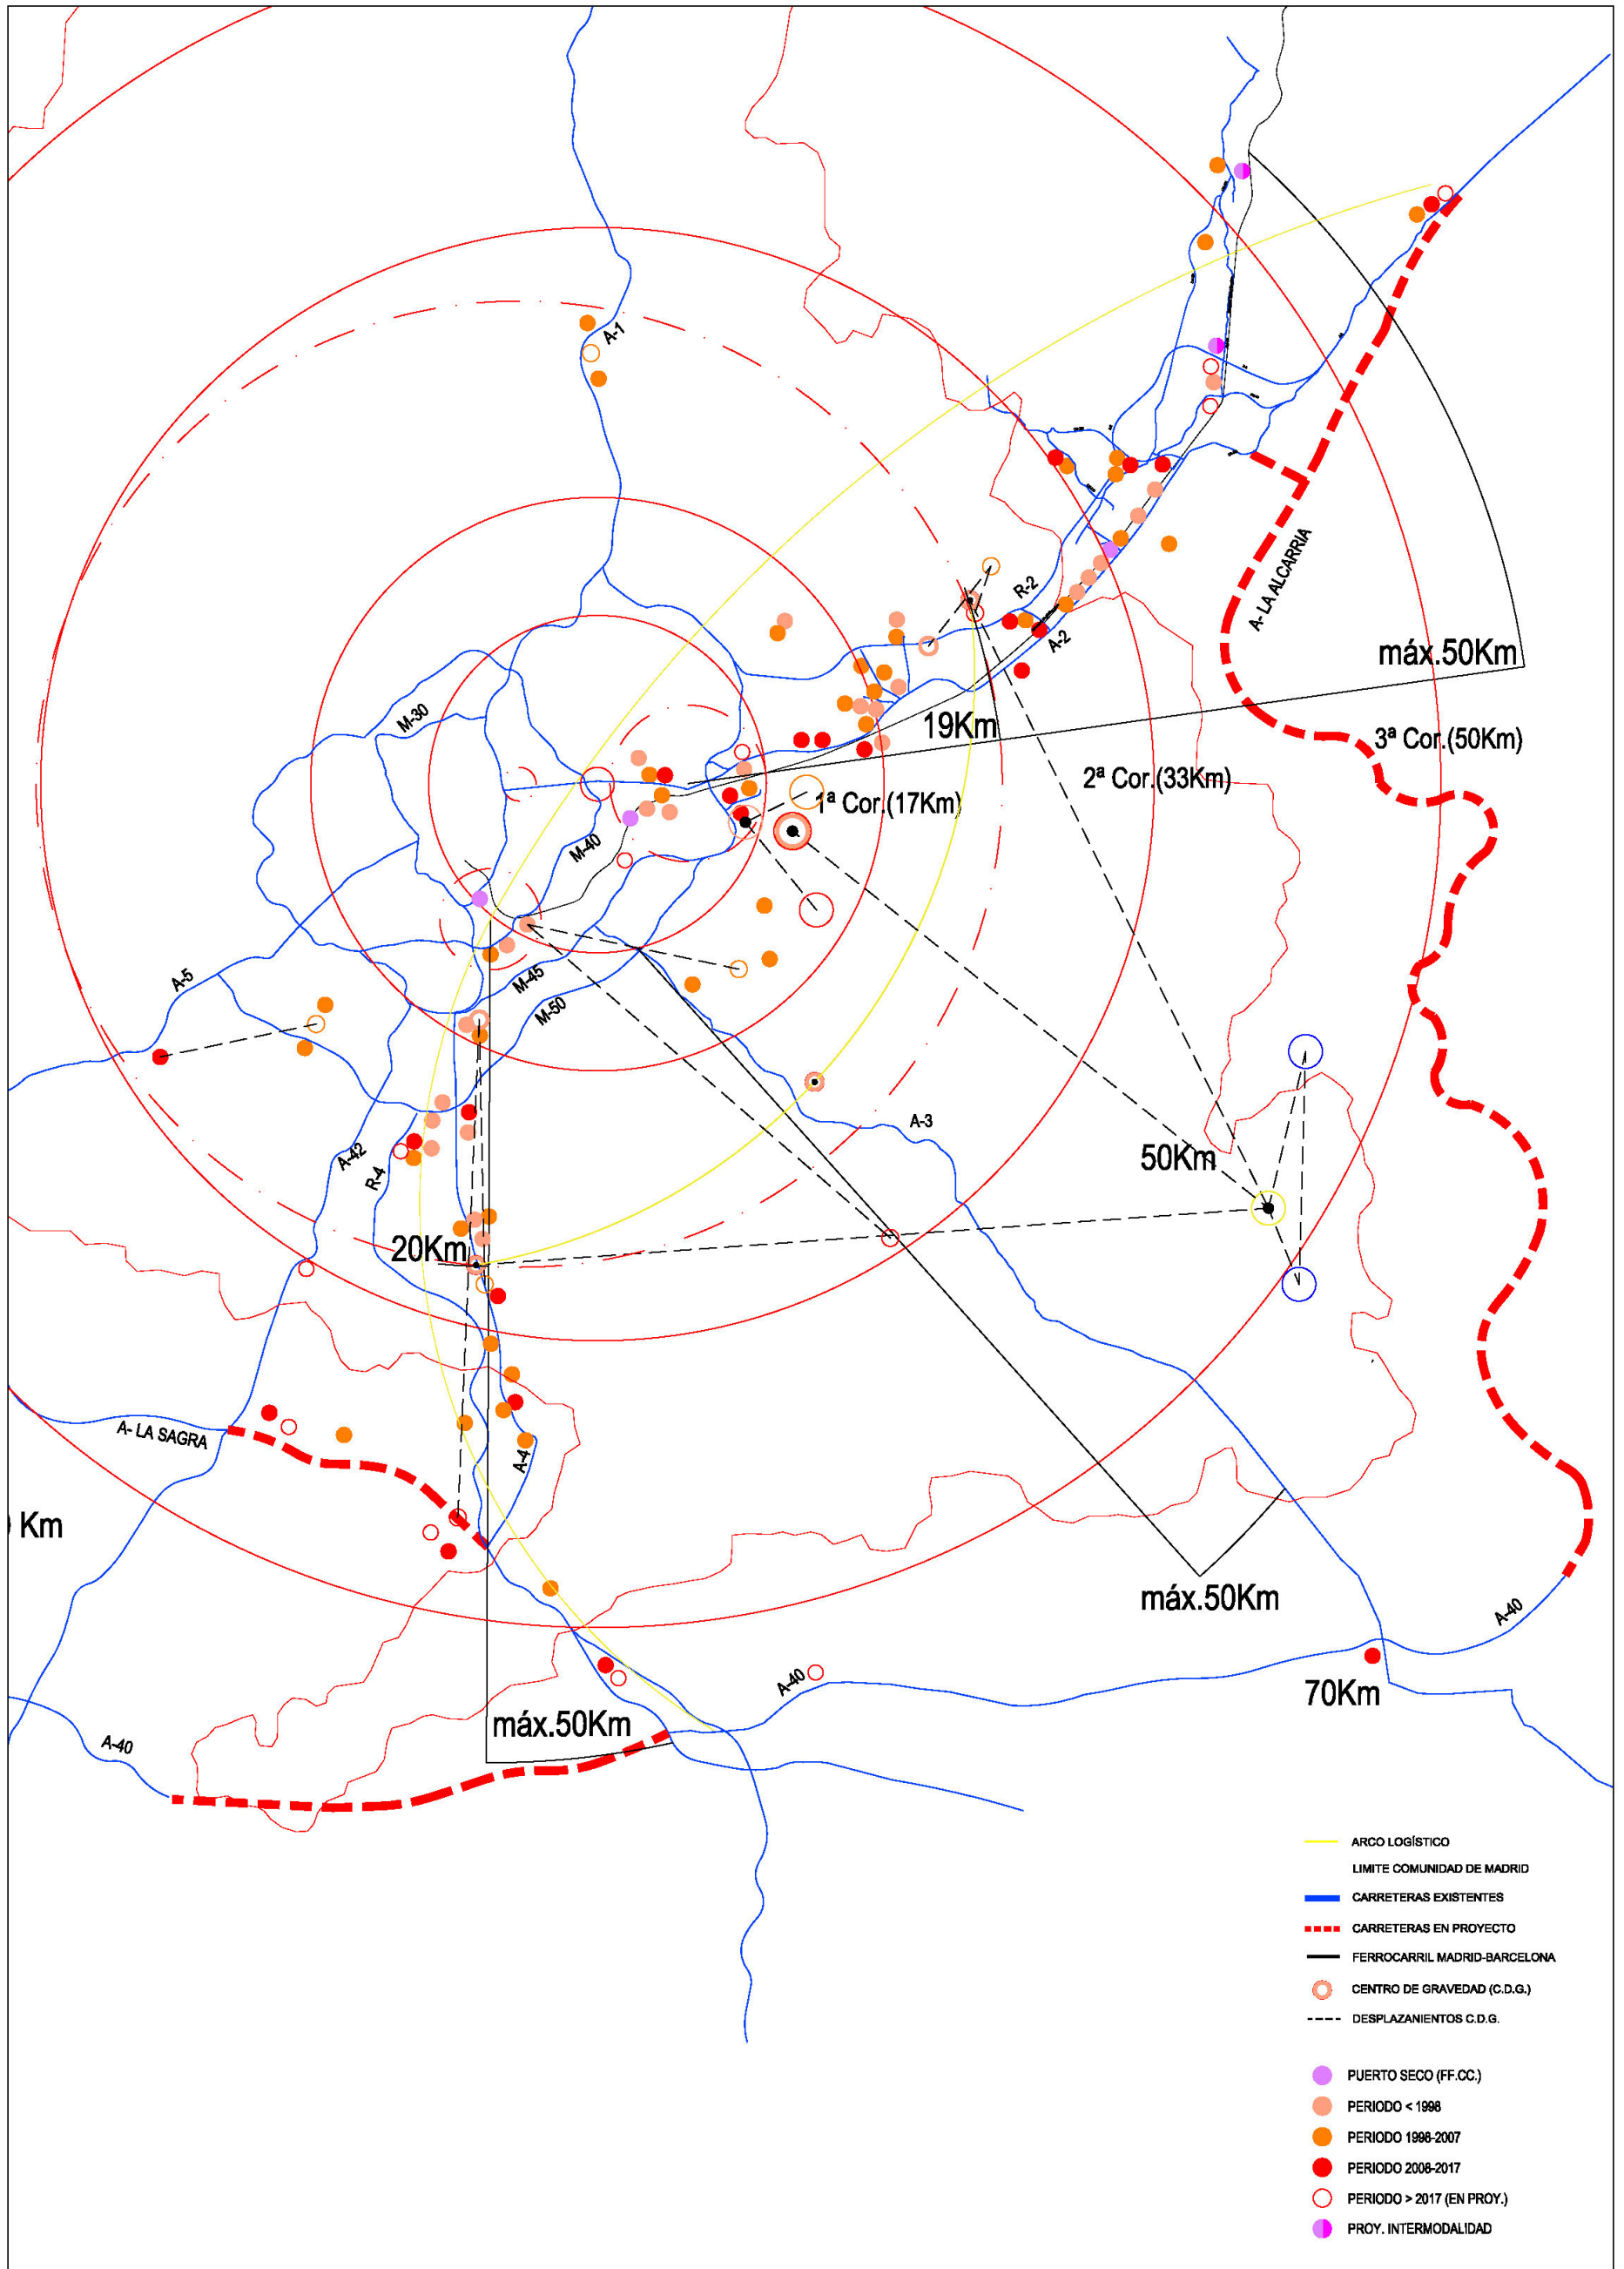 A-1
R-2
A-LA ALCARRIA
A-2
máx.50Km
M-30
19Km
3ª Cor.(50Km)
2ª Cor.(33Km)
1ª Cor.(17Km)
M-40
A-5
M-45
M-50
A-3
A-42
50Km
R-4
20Km
A- LA SAGRA
A-4
Km
máx.50Km
A-40
A-40
70Km
máx.50Km
A-40
ARCO LOGÍSTICO
LIMITE COMUNIDAD DE MADRID
CARRETERAS EXISTENTES
CARRETERAS EN PROYECTO
FERROCARRIL MADRID-BARCELONA
CENTRO DE GRAVEDAD (C.D.G.)
DESPLAZANIENTOS C.D.G.
PUERTO SECO (FF.CC.)
PERIODO < 1998
PERIODO 1998-2007
PERIODO 2008-2017
PERIODO > 2017 (EN PROY.)
PROY. INTERMODALIDAD